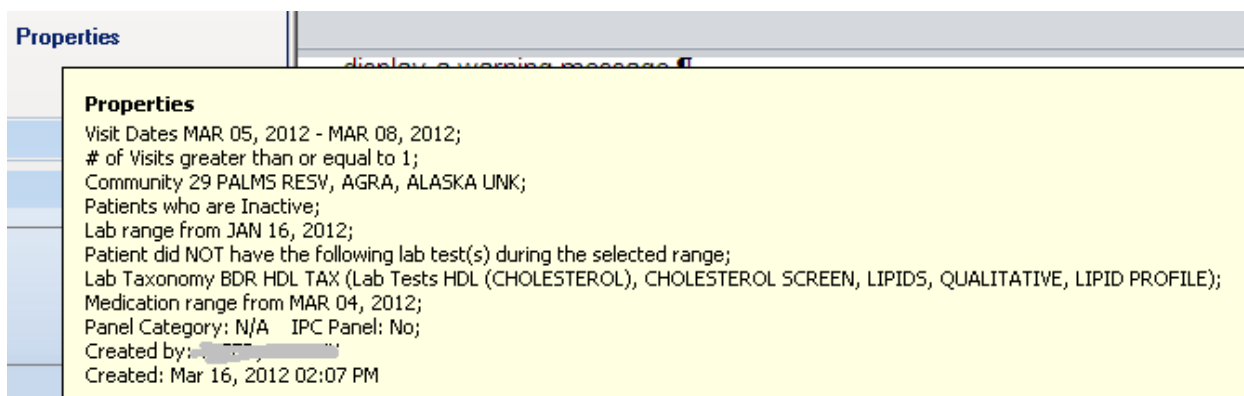 Properties
display a warning message ¶
Properties
Visit Dates MAR 05, 2012 - MAR 08, 2012;
# of Visits greater than or equal to 1;
Community 29 PALMS RESV, AGRA, ALASKA UNK;
Patients who are Inactive;
Lab range from JAN 16, 2012;
Patient did NOT have the following lab test(s) during the selected range;
Lab Taxonomy BDR HDL TAX (Lab Tests HDL (CHOLESTEROL), CHOLESTEROL SCREEN, LIPIDS, QUALITATIVE, LIPID PROFILE);
Medication range from MAR 04, 2012;
Panel Category: N/A IPC Panel: No;
Created by:
Created: Mar 16, 2012 02:07 PM